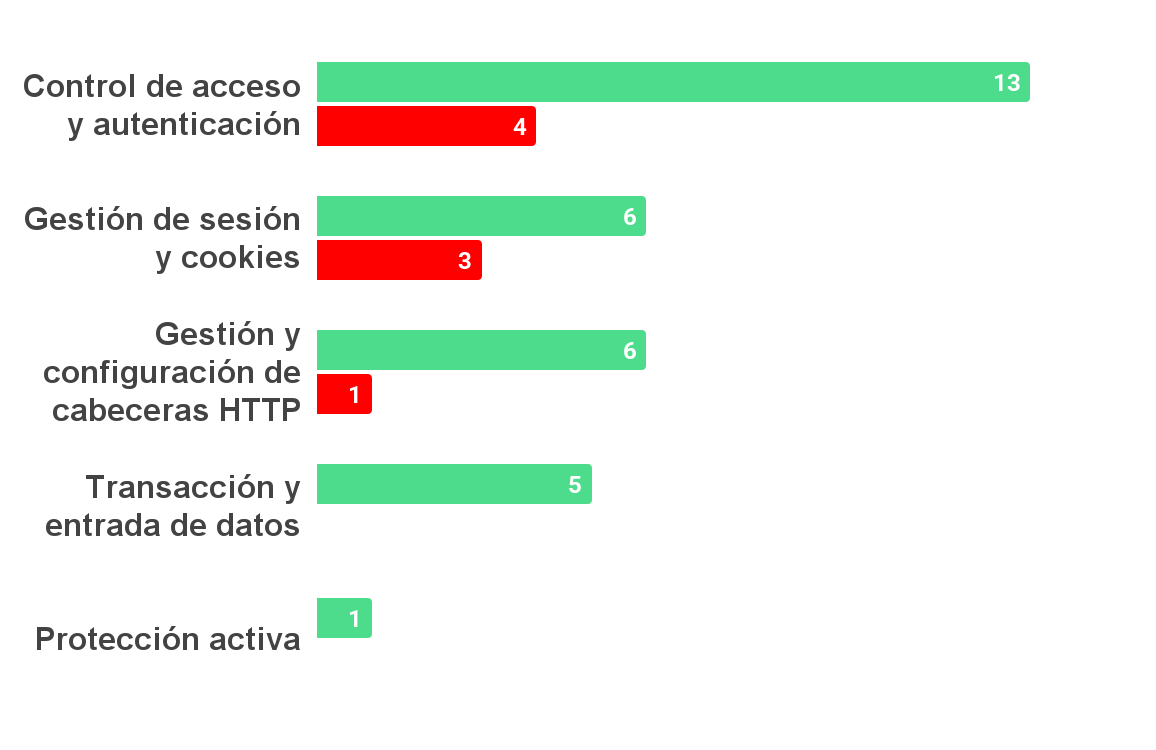 Control de acceso
y autenticación
13
4
Gestión de sesión
y cookies
6
3
Gestión y
configuración de
cabeceras HTTP
6
1
Transacción y
entrada de datos
5
Protección activa
1